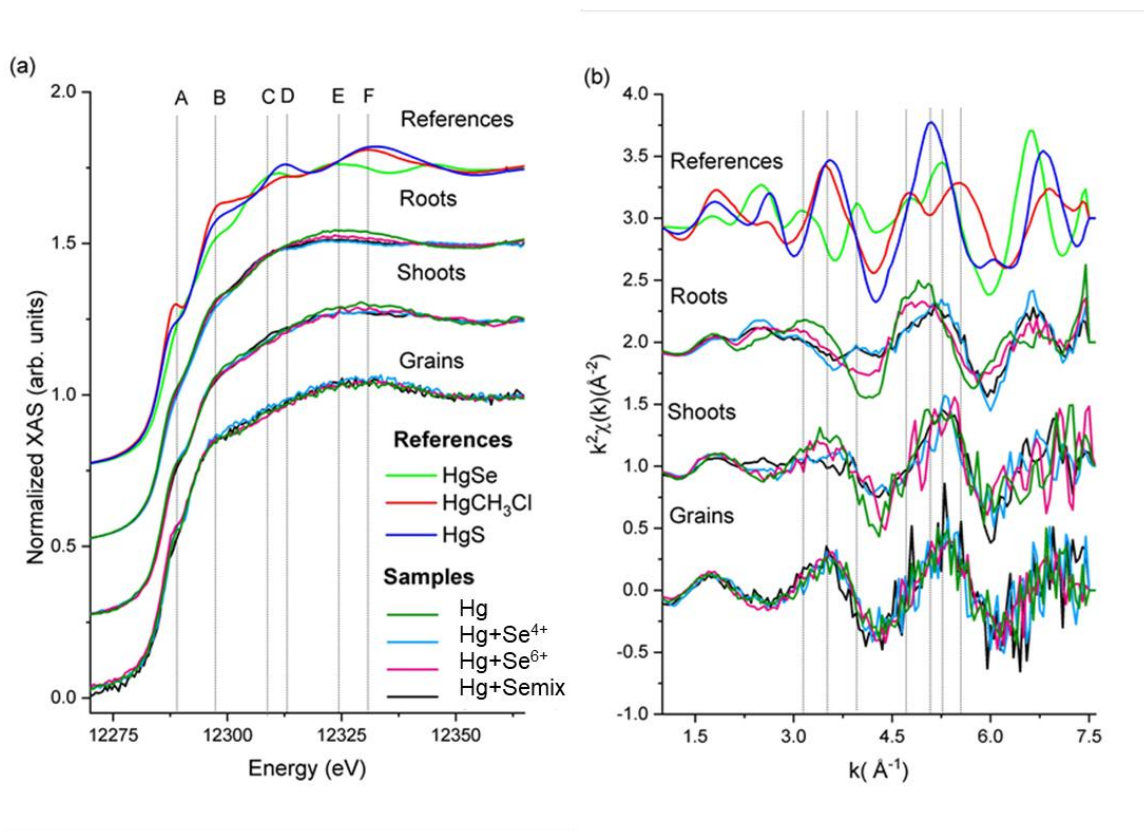 (a)
2.0
1.5
1.0
0.5
0.0
Normalized XAS (arb. units)
A B C D E F
References
Roots
Shoots
Grains
References
HgSe
HgCH₃Cl
HgS
Samples
Hg
Hg+Se⁴⁺
Hg+Se⁶⁺
Hg+Semix
12275 12300 12325 12350
Energy (eV)
(b)
4.0
3.5
3.0
2.5
2.0
1.5
1.0
0.5
0.0
-0.5
-1.0
k²χ(k)(Å⁻²)
References
Roots
Shoots
Grains
1.5 3.0 4.5 6.0 7.5
k( Å⁻¹)